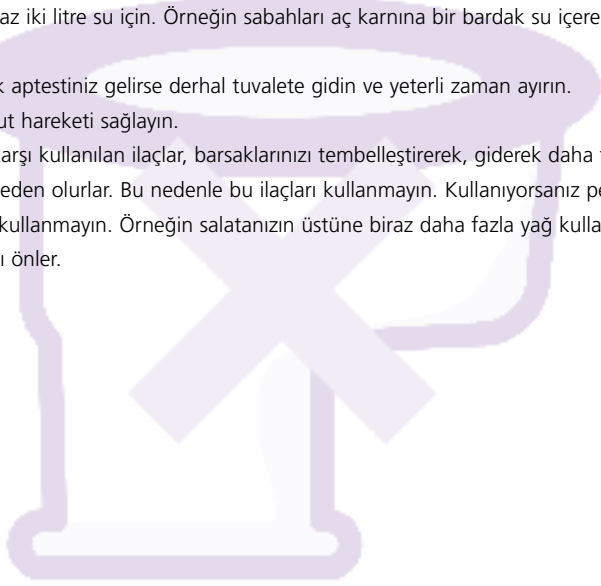 az iki litre su için. Örneğin sabahları aç karnına bir bardak su içere
k aptestiniz gelirse derhal tuvalete gidin ve yeterli zaman ayırın.
ut hareketi sağlayın.
arşı kullanılan ilaçlar, barsaklarınızı tembelleştirerek, giderek daha
eden olurlar. Bu nedenle bu ilaçları kullanmayın. Kullanıyorsanız pe
kullanmayın. Örneğin salatanızın üstüne biraz daha fazla yağ kulla
ı önler.